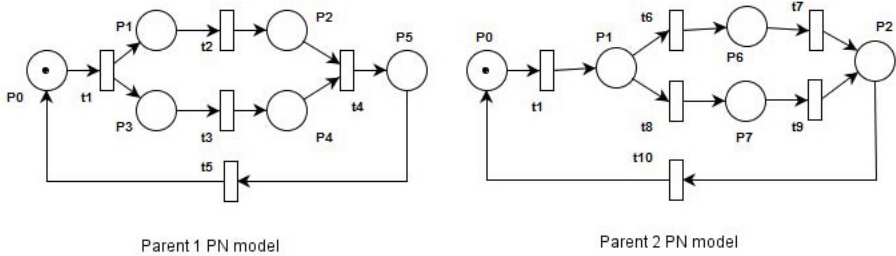 P1
t2
P2
P5
P0
t1
P3
t3
P4
t4
t5
Parent 1 PN model
P0
t1
P1
t6
P6
t7
P2
t8
P7
t9
t10
Parent 2 PN model